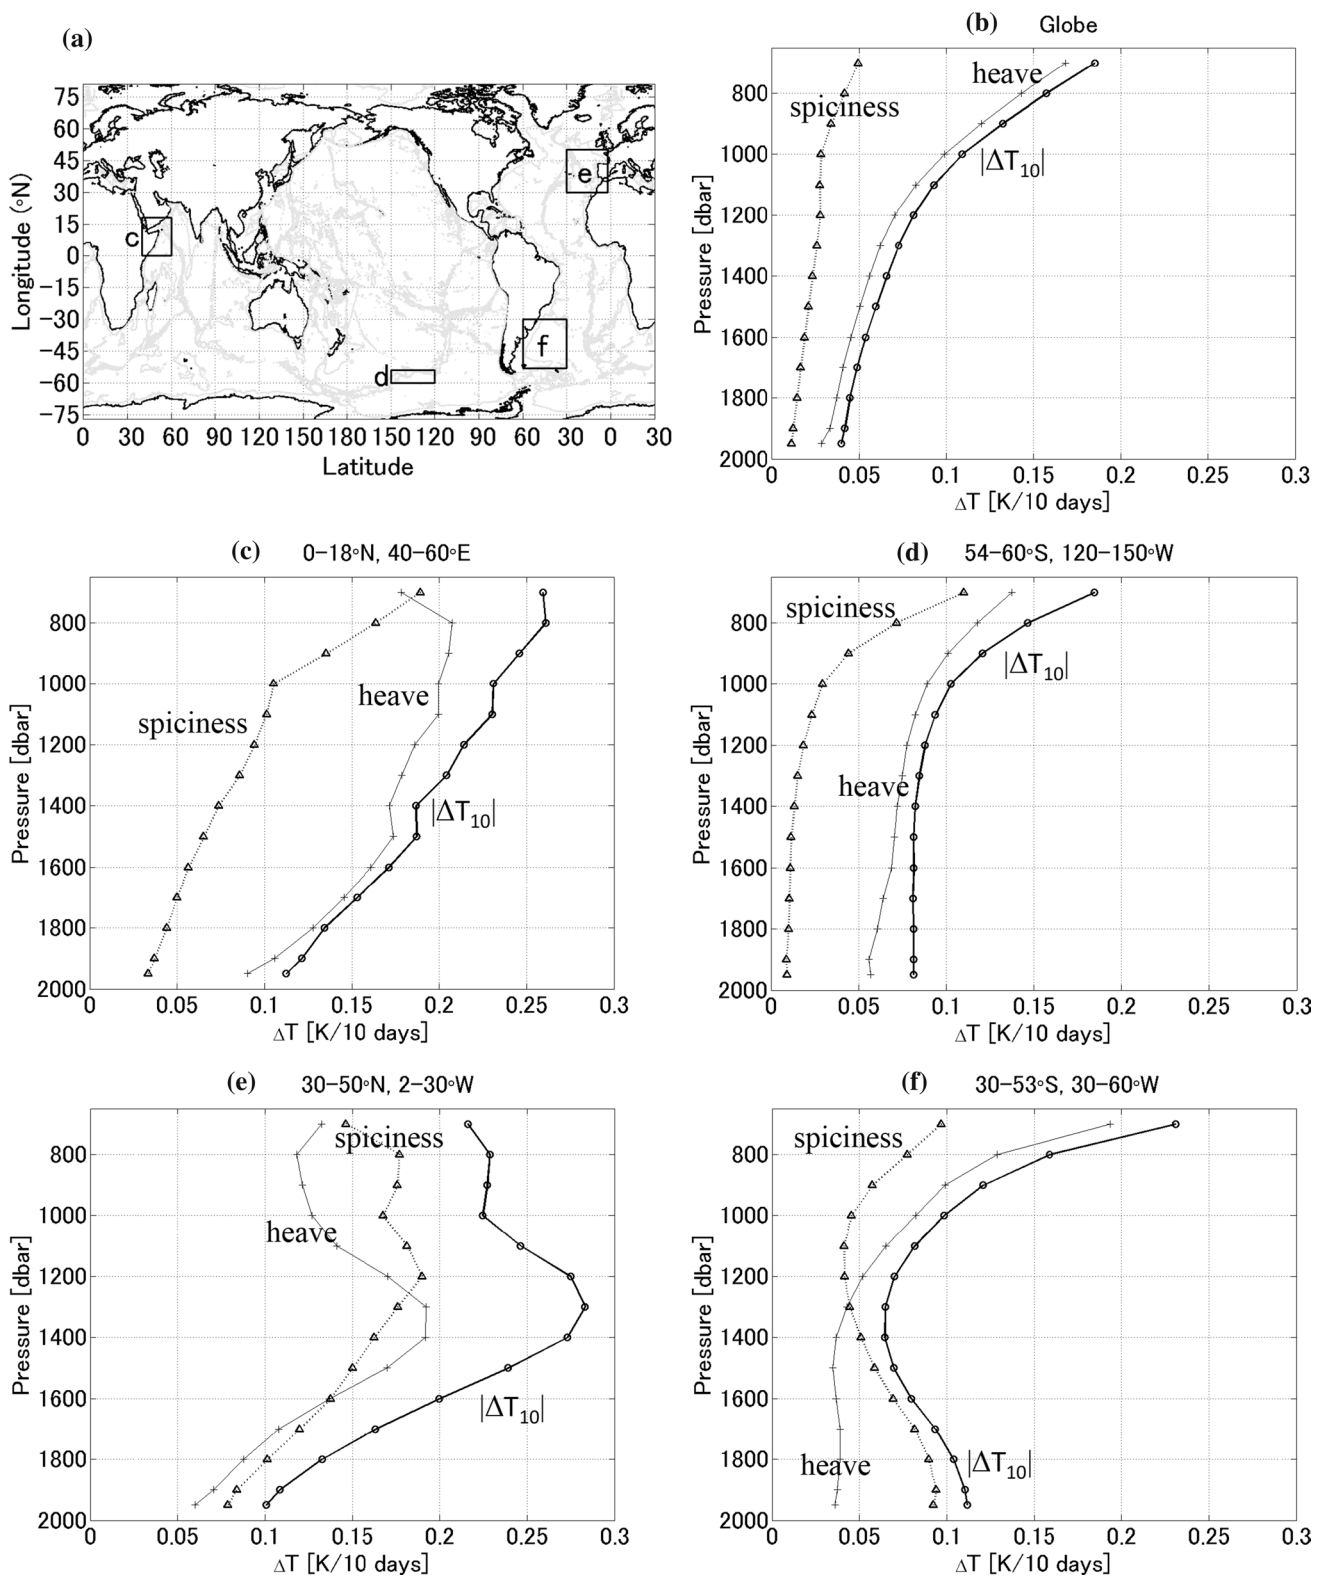 (a)
75
60
45
30
15
0
−15
−30
−45
−60
−75
Longitude (°N)
c
d
e
f
0 30 60 90 120 150 180 150 120 90 60 30 0 30
Latitude
(b) Globe
heave
spiciness
|ΔT10|
800
1000
1200
1400
1600
1800
2000
Pressure [dbar]
0 0.05 0.1 0.15 0.2 0.25 0.3
ΔT [K/10 days]
(c) 0−18°N, 40−60°E
heave
spiciness
|ΔT10|
800
1000
1200
1400
1600
1800
2000
Pressure [dbar]
0 0.05 0.1 0.15 0.2 0.25 0.3
ΔT [K/10 days]
(d) 54−60°S, 120−150°W
spiciness
|ΔT10|
heave
800
1000
1200
1400
1600
1800
2000
Pressure [dbar]
0 0.05 0.1 0.15 0.2 0.25 0.3
ΔT [K/10 days]
(e) 30−50°N, 2−30°W
spiciness
heave
|ΔT10|
800
1000
1200
1400
1600
1800
2000
Pressure [dbar]
0 0.05 0.1 0.15 0.2 0.25 0.3
ΔT [K/10 days]
(f) 30−53°S, 30−60°W
spiciness
heave
|ΔT10|
800
1000
1200
1400
1600
1800
2000
Pressure [dbar]
0 0.05 0.1 0.15 0.2 0.25 0.3
ΔT [K/10 days]